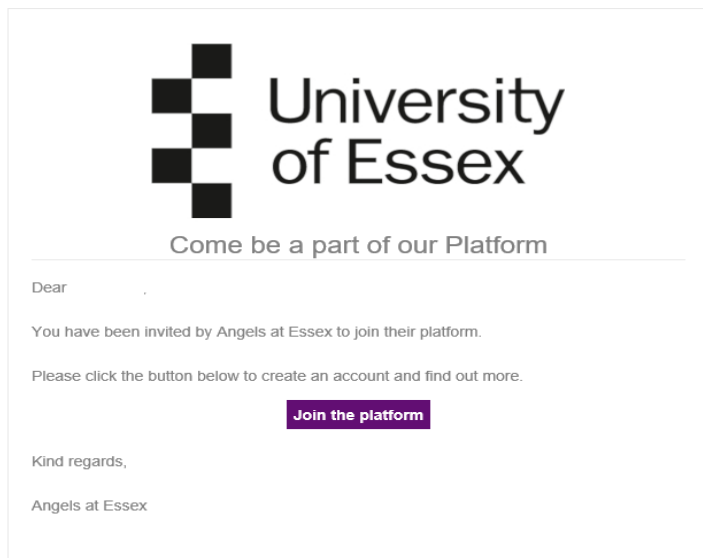 University
of Essex
Come be a part of our Platform
Dear ,
You have been invited by Angels at Essex to join their platform.
Please click the button below to create an account and find out more.
Join the platform
Kind regards,
Angels at Essex